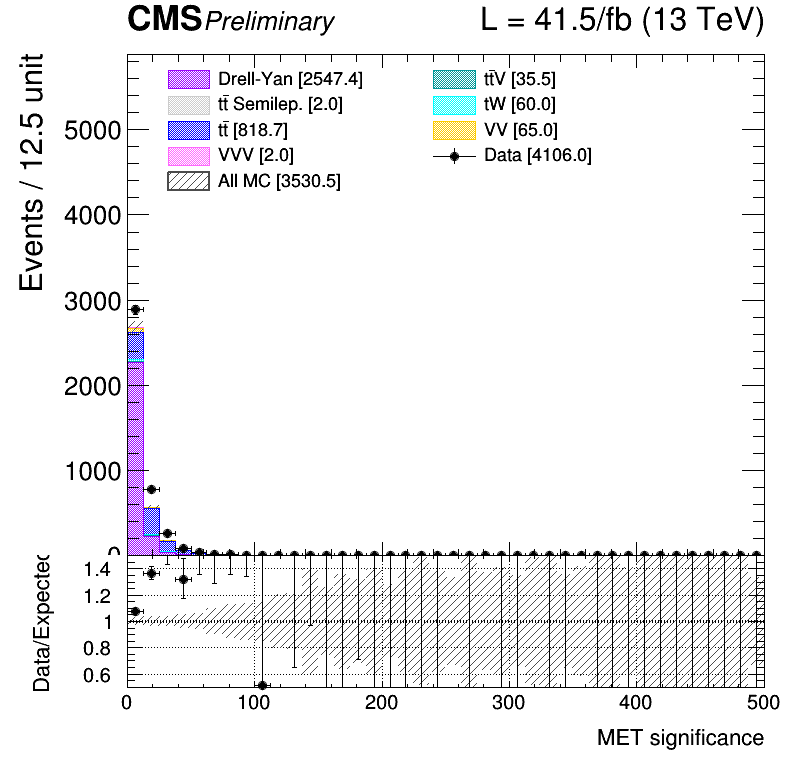 CMS Preliminary L = 41.5/fb (13 TeV)
Events / 12.5 unit
Drell-Yan [2547.4]
tt̄ Semilep. [2.0]
tt̄ [818.7]
VVV [2.0]
All MC [3530.5]
tt̄V [35.5]
tW [60.0]
VV [65.0]
Data [4106.0]
5000
4000
3000
2000
1000
0
Data/Expected
1.4
1.2
1
0.8
0.6
0 100 200 300 400 500
MET significance